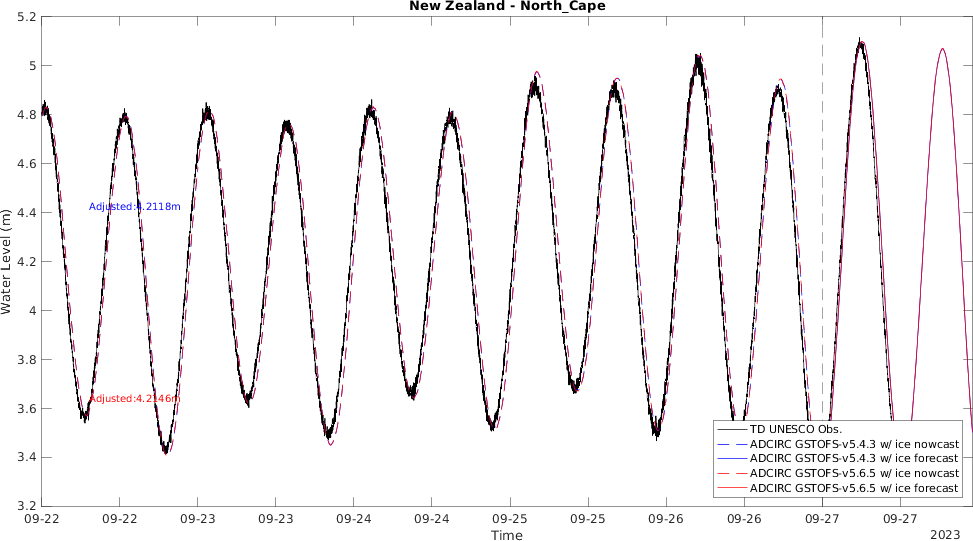 New Zealand - North_Cape
5.2
5
4.8
4.6
4.4
4.2
4
3.8
3.6
3.4
3.2
Water Level (m)
Adjusted:4.2118m
Adjusted:4.2146m
TD UNESCO Obs.
ADCIRC GSTOFS-v5.4.3 w/ ice nowcast
ADCIRC GSTOFS-v5.4.3 w/ ice forecast
ADCIRC GSTOFS-v5.6.5 w/ ice nowcast
ADCIRC GSTOFS-v5.6.5 w/ ice forecast
09-22 09-22 09-23 09-23 09-24 09-24 09-25 09-25 09-26 09-26 09-27 09-27
Time
2023